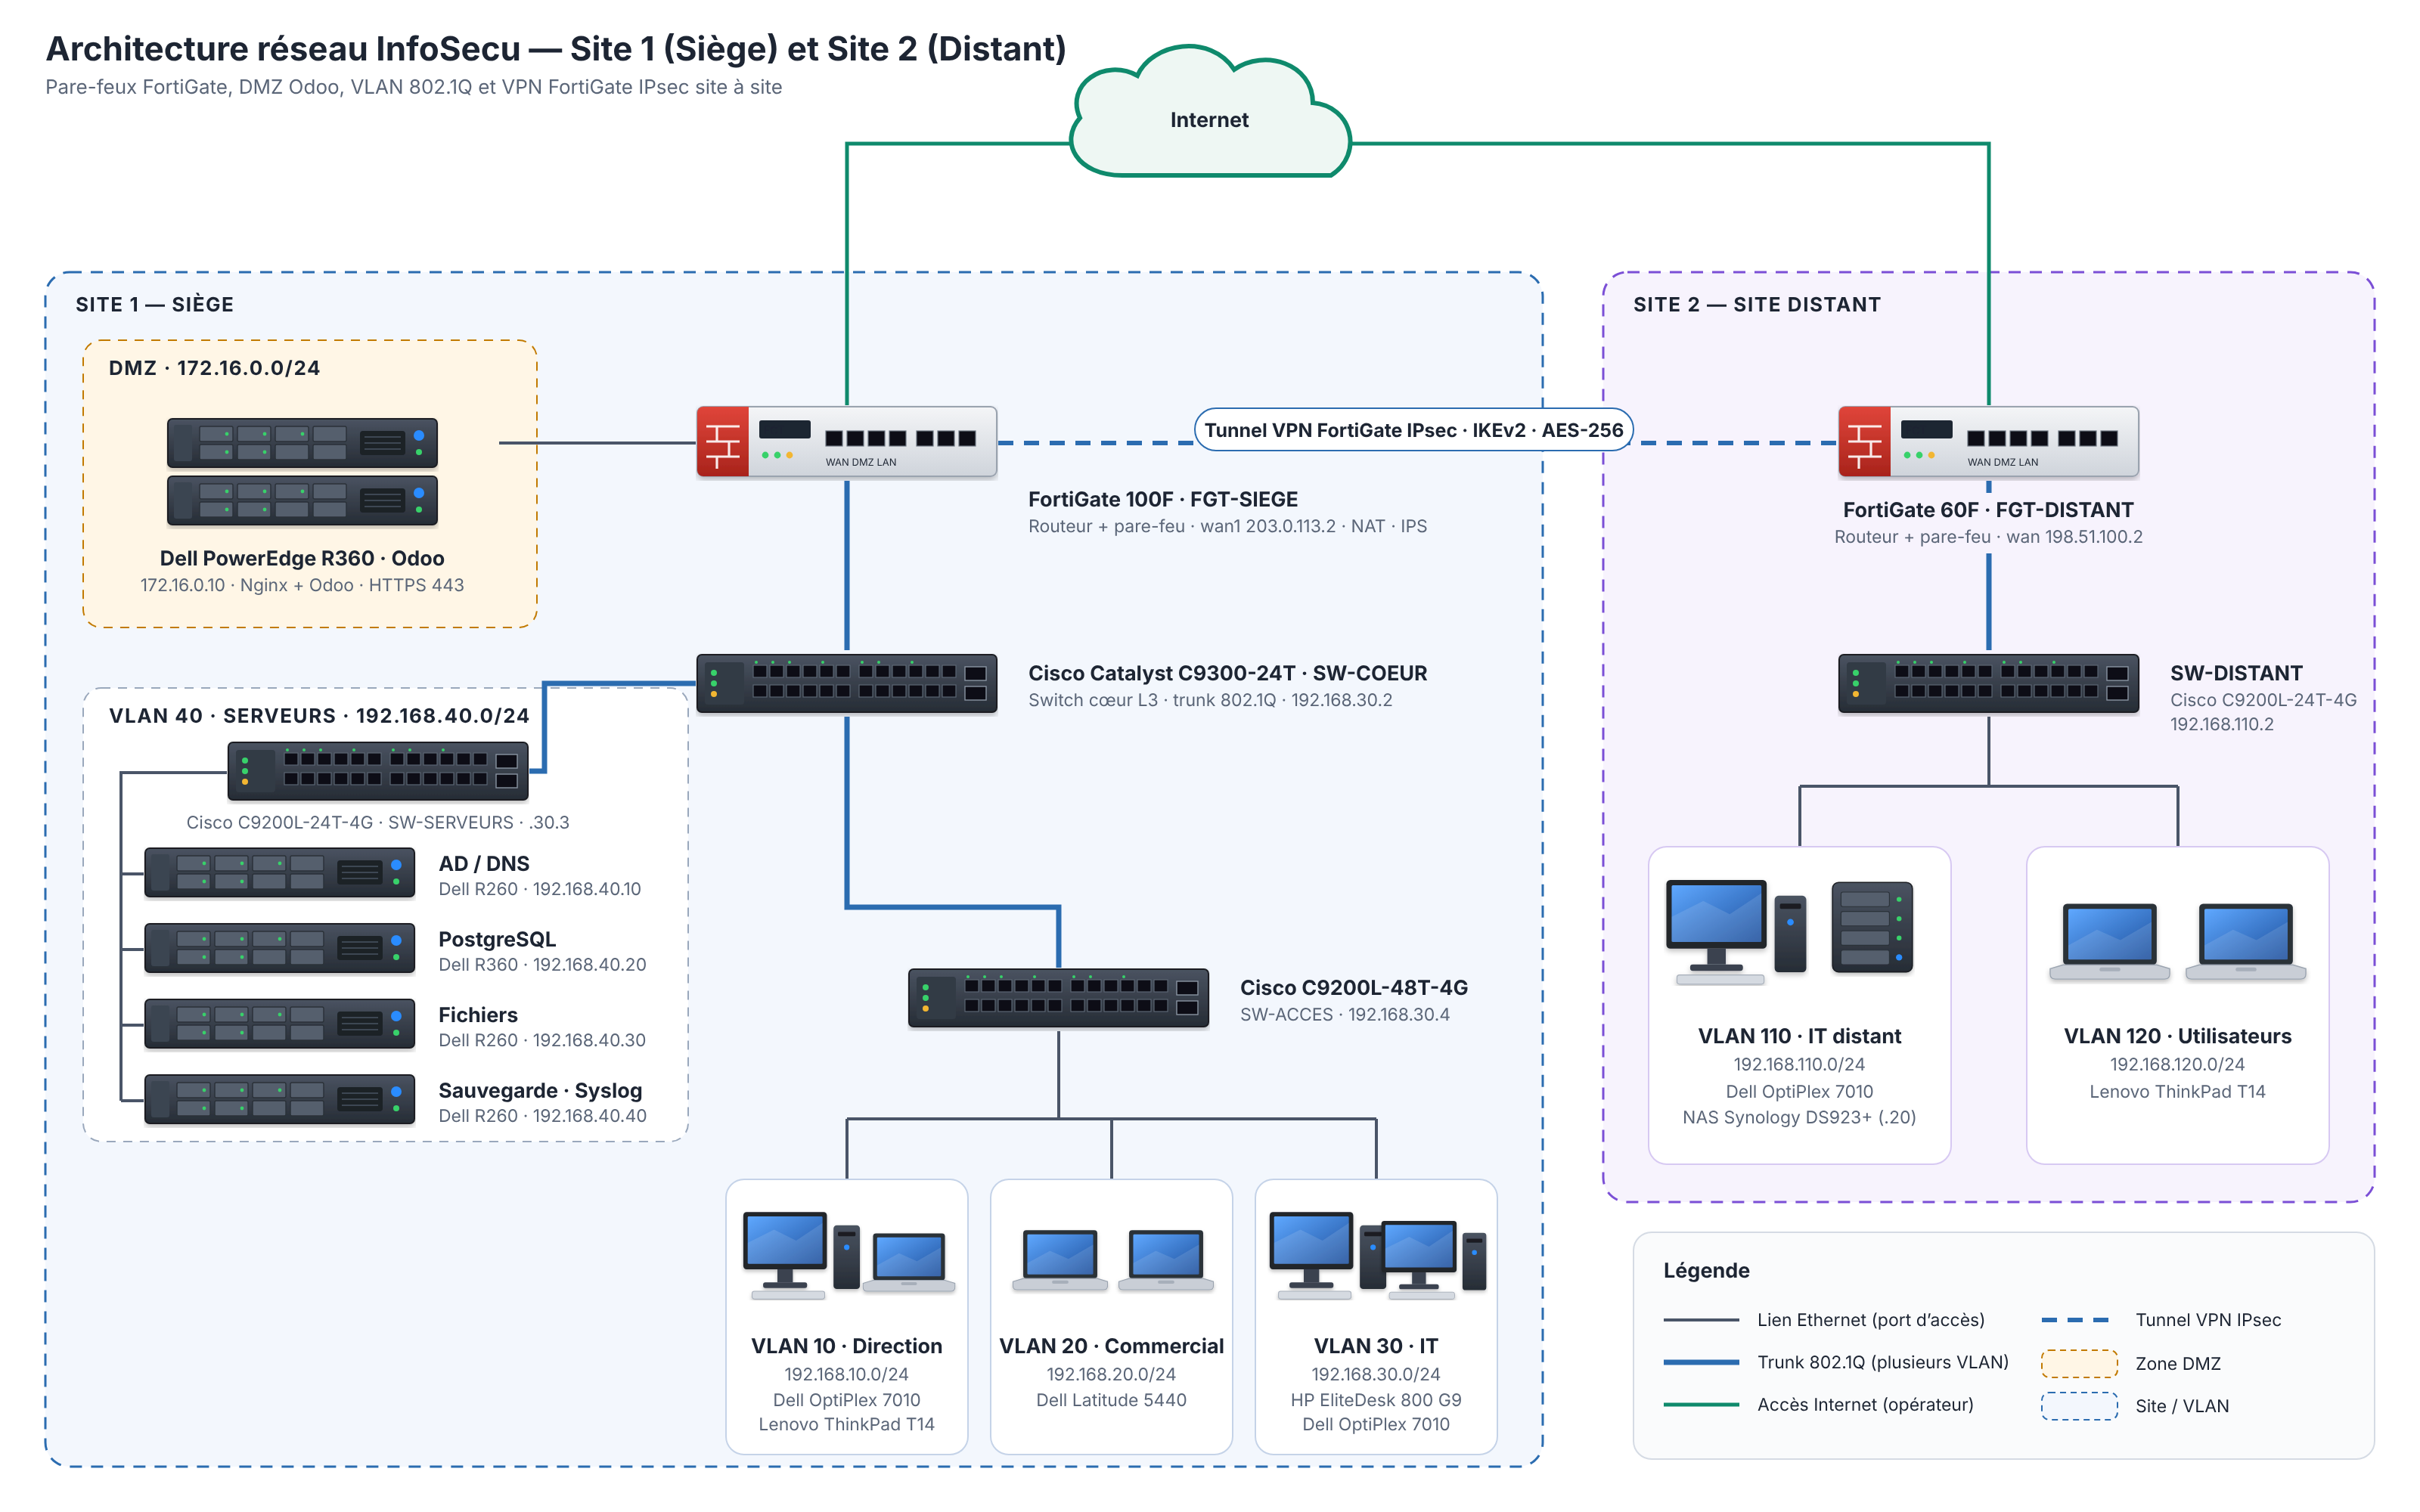 Architecture réseau InfoSecu — Site 1 (Siège) et Site 2 (Distant)
Pare-feux FortiGate, DMZ Odoo, VLAN 802.1Q et VPN FortiGate IPsec site à site
Internet
SITE 1 — SIÈGE
DMZ · 172.16.0.0/24
Dell PowerEdge R360 · Odoo
172.16.0.10 · Nginx + Odoo · HTTPS 443
WAN DMZ LAN
FortiGate 100F · FGT-SIEGE
Routeur + pare-feu · wan1 203.0.113.2 · NAT · IPS
Tunnel VPN FortiGate IPsec · IKEv2 · AES-256
Cisco Catalyst C9300-24T · SW-COEUR
Switch cœur L3 · trunk 802.1Q · 192.168.30.2
VLAN 40 · SERVEURS · 192.168.40.0/24
Cisco C9200L-24T-4G · SW-SERVEURS · .30.3
AD / DNS
Dell R260 · 192.168.40.10
PostgreSQL
Dell R360 · 192.168.40.20
Fichiers
Dell R260 · 192.168.40.30
Sauvegarde · Syslog
Dell R260 · 192.168.40.40
Cisco C9200L-48T-4G
SW-ACCES · 192.168.30.4
VLAN 10 · Direction
192.168.10.0/24
Dell OptiPlex 7010
Lenovo ThinkPad T14
VLAN 20 · Commercial
192.168.20.0/24
Dell Latitude 5440
VLAN 30 · IT
192.168.30.0/24
HP EliteDesk 800 G9
Dell OptiPlex 7010
SITE 2 — SITE DISTANT
WAN DMZ LAN
FortiGate 60F · FGT-DISTANT
Routeur + pare-feu · wan 198.51.100.2
SW-DISTANT
Cisco C9200L-24T-4G
192.168.110.2
VLAN 110 · IT distant
192.168.110.0/24
Dell OptiPlex 7010
NAS Synology DS923+ (.20)
VLAN 120 · Utilisateurs
192.168.120.0/24
Lenovo ThinkPad T14
Légende
Lien Ethernet (port d’accès)
Trunk 802.1Q (plusieurs VLAN)
Accès Internet (opérateur)
Tunnel VPN IPsec
Zone DMZ
Site / VLAN